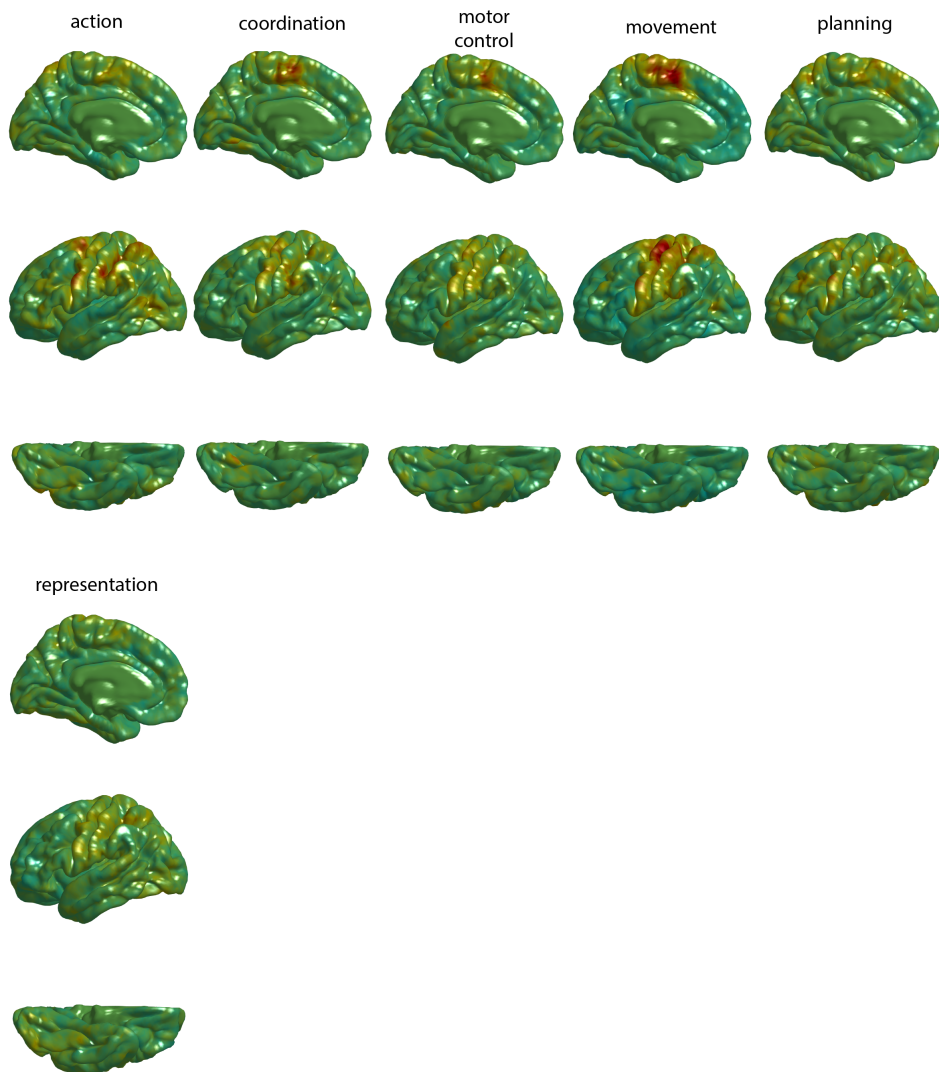 action
coordination
motor
control
movement
planning
representation